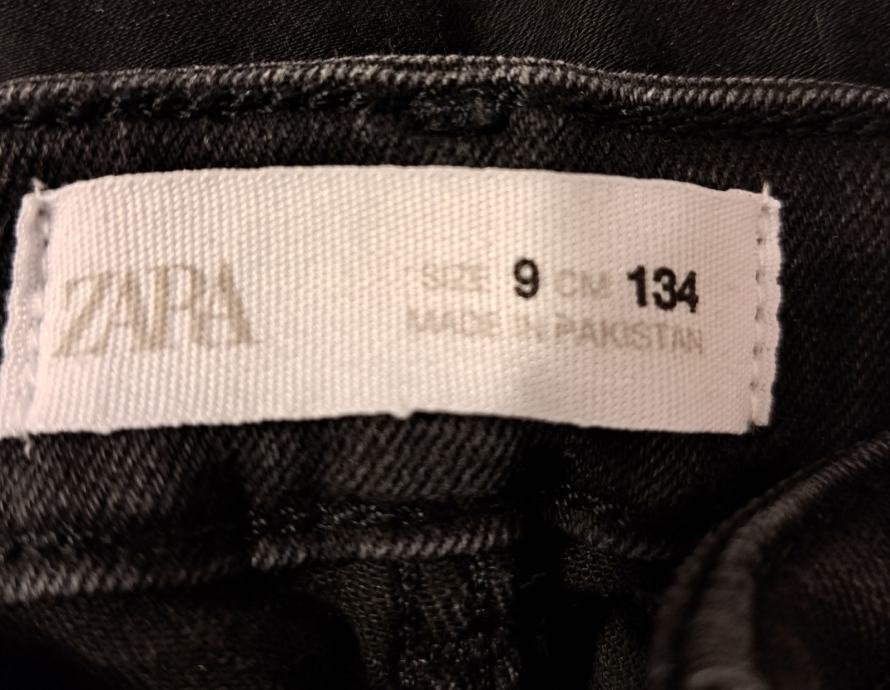 ZARA
SIZE 9 CM 134
MADE IN PAKISTAN